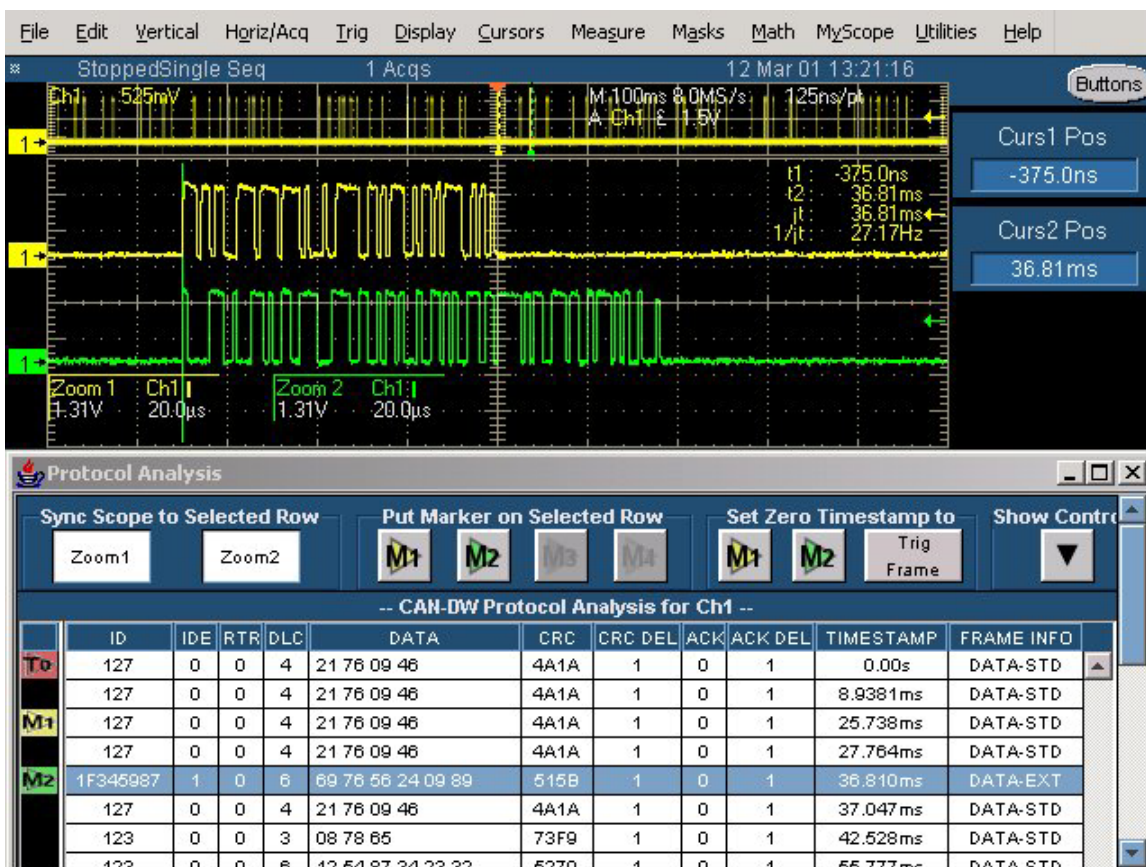 File Edit Vertical Horiz/Acq Trig Display Cursors Measure Masks Math MyScope Utilities Help
StoppedSingle Seq 1 Acqs 12 Mar 01 13:21:16
Buttons
Ch1: 525mV M 100ms 8.0MS/s 125ns/pt
A Ch1 £ 1.5V
1
Curs1 Pos
-375.0ns
Curs2 Pos
36.81ms
t1 : -375.0ns
t2 : 36.81ms
jt : 36.81ms
1/jt : 27.17Hz
1
1
Zoom 1 Ch1 Zoom 2 Ch1
1.31V 20.0µs 1.31V 20.0µs
Protocol Analysis
Sync Scope to Selected Row Put Marker on Selected Row Set Zero Timestamp to Show Contro
Zoom1 Zoom2 M1 M2 M3 M4 M1 M2 Trig Frame
-- CAN-DW Protocol Analysis for Ch1 --
ID IDE RTR DLC DATA CRC CRC DEL ACK ACK DEL TIMESTAMP FRAME INFO
To 127 0 0 4 21 76 09 46 4A1A 1 0 1 0.00s DATA-STD
127 0 0 4 21 76 09 46 4A1A 1 0 1 8.9381ms DATA-STD
M1 127 0 0 4 21 76 09 46 4A1A 1 0 1 25.738ms DATA-STD
127 0 0 4 21 76 09 46 4A1A 1 0 1 27.764ms DATA-STD
M2 1F345987 1 0 6 69 76 56 24 09 89 515B 1 0 1 36.810ms DATA-EXT
127 0 0 4 21 76 09 46 4A1A 1 0 1 37.047ms DATA-STD
123 0 0 3 08 78 65 73F9 1 0 1 42.528ms DATA-STD